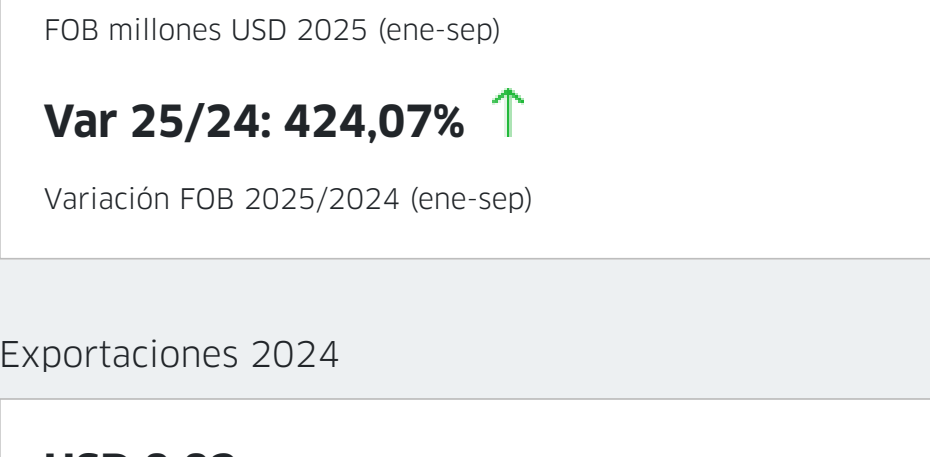 FOB millones USD 2025 (ene-sep)
Var 25/24: 424,07%
Variación FOB 2025/2024 (ene-sep)
Exportaciones 2024
USD